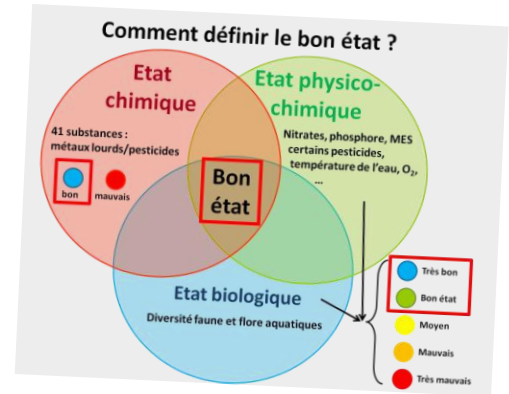 Comment définir le bon état ?
Etat
chimique
41 substances :
métaux lourds/pesticides
bon
mauvais
Etat physico-
chimique
Nitrates, phosphore, MES
certains pesticides,
température de l'eau, O₂,
...
Bon
état
Etat biologique
Diversité faune et flore aquatiques
Très bon
Bon état
Moyen
Mauvais
Très mauvais